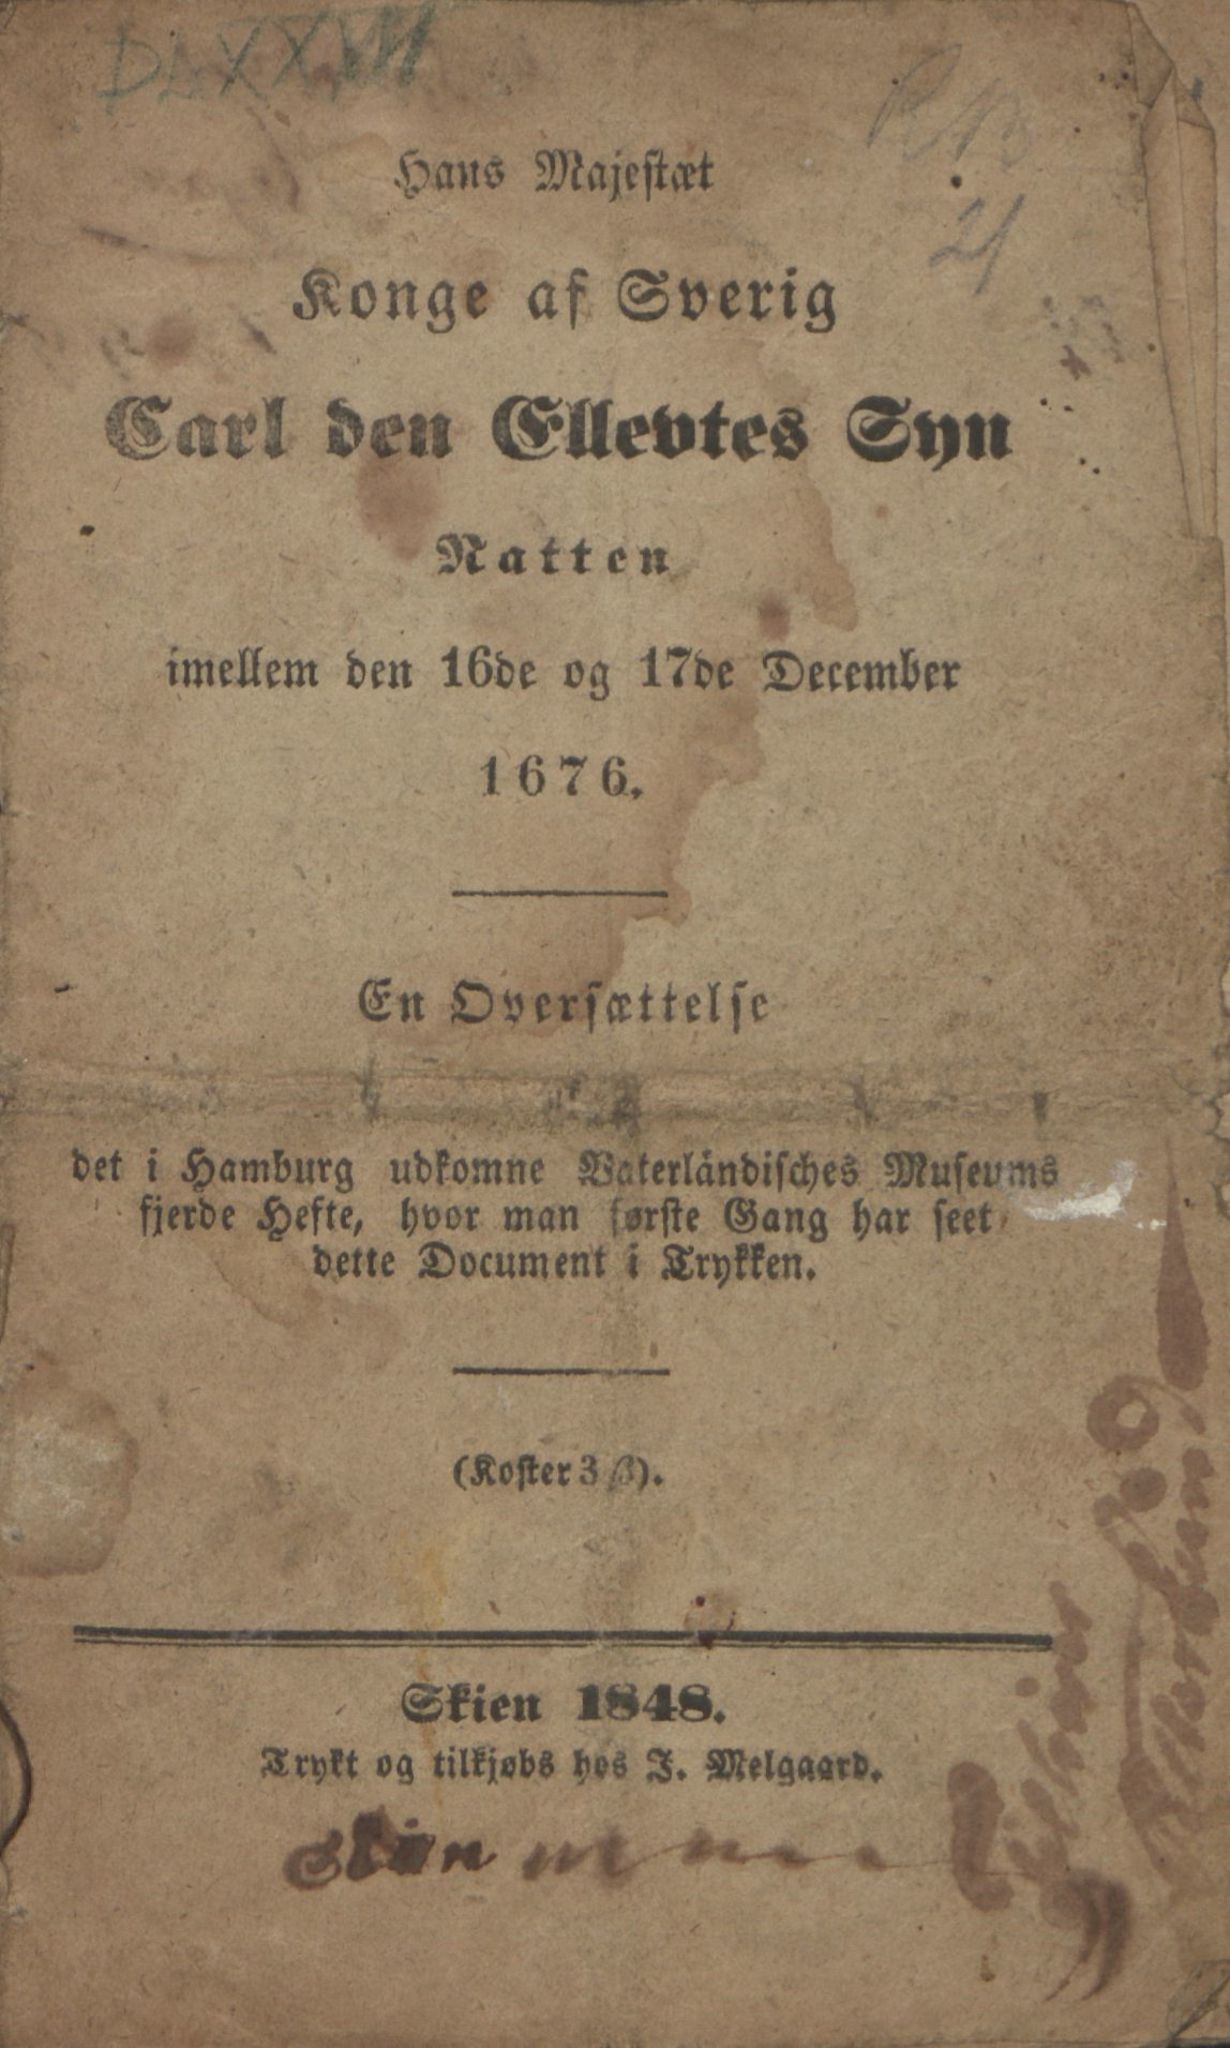 Hans Majestæt
Konge af Sverig
Carl den Ellevtes Syn
Natten
imellem den 16de og 17de December
1676.
En Oversættelse
det i Hamburg udkomne Vaterländisches Museums
fjerde Hefte, hvor man første Gang har seet
dette Document i Trykken.
(Koster 3 ß).
Skien 1848.
Trykt og tilkjøbs hos J. Melgaard.